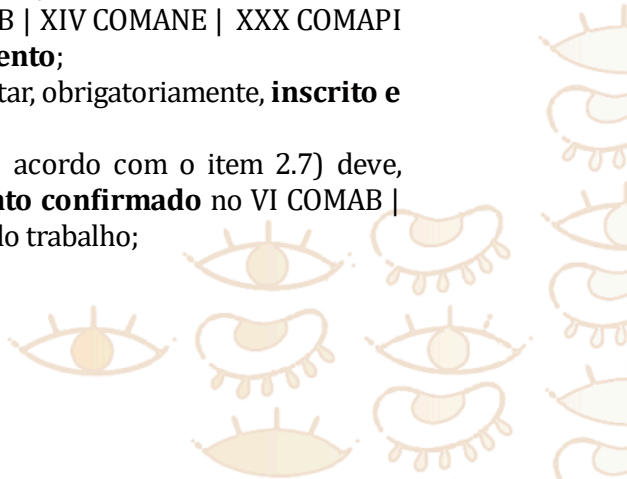 B | XIV COMANE | XXX COMAPI
ento;
tar, obrigatoriamente, inscrito e
acordo com o item 2.7) deve,
nto confirmado no VI COMAB |
lo trabalho;